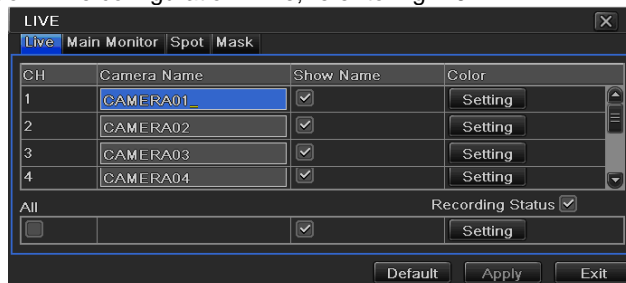 LIVE
Live Main Monitor Spot Mask
CH Camera Name Show Name Color
1 CAMERA01_ Setting
2 CAMERA02 Setting
3 CAMERA03 Setting
4 CAMERA04 Setting
All Recording Status
Setting
Default Apply Exit